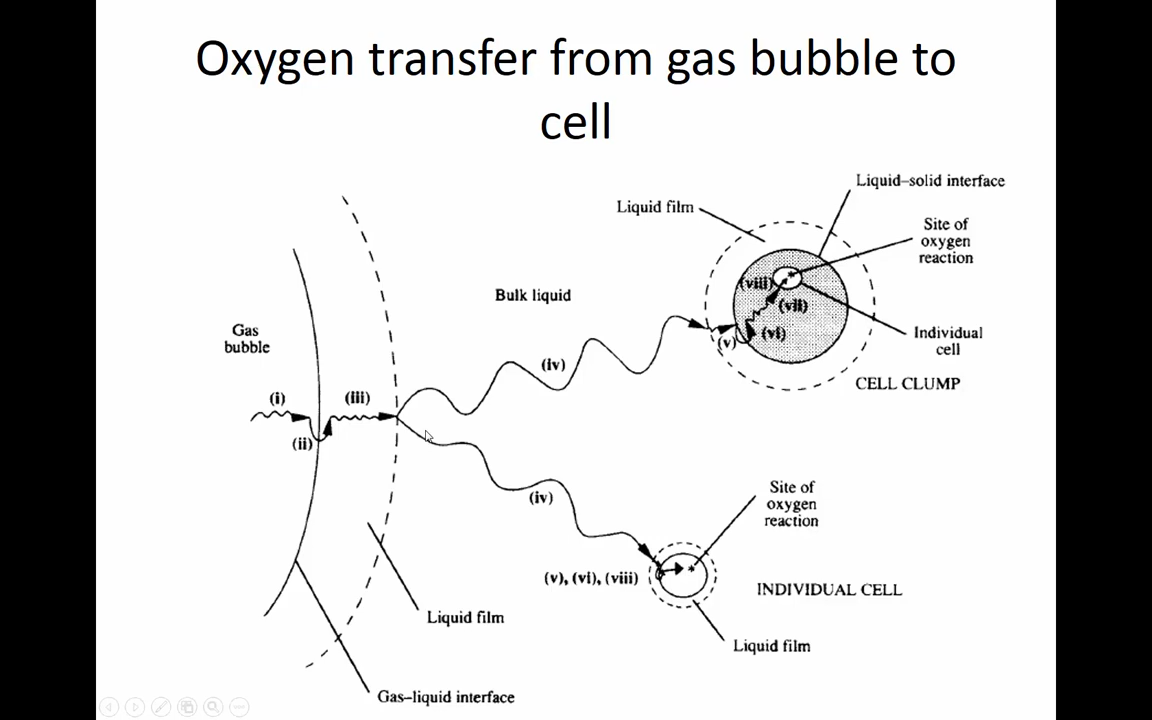 Oxygen transfer from gas bubble to
cell
Liquid–solid interface
Liquid film
Site of
oxygen
reaction
Bulk liquid
(viii)
(vii)
Gas
bubble
(vi)
(v)
Individual
cell
(iv)
CELL CLUMP
(i)
(iii)
(ii)
(iv)
Site of
oxygen
reaction
(v), (vi), (viii)
INDIVIDUAL CELL
Liquid film
Liquid film
Gas–liquid interface